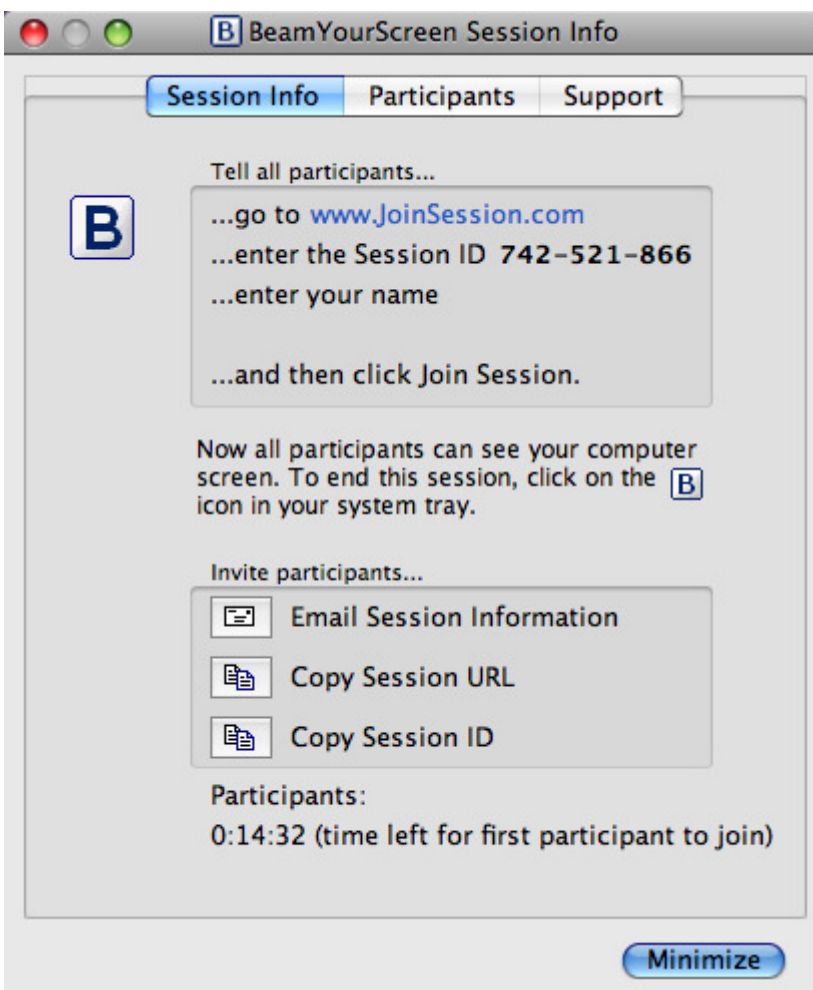 B BeamYourScreen Session Info
Session Info Participants Support
Tell all participants...
B
...go to www.JoinSession.com
...enter the Session ID 742-521-866
...enter your name
...and then click Join Session.
Now all participants can see your computer
screen. To end this session, click on the B
icon in your system tray.
Invite participants...
Email Session Information
Copy Session URL
Copy Session ID
Participants:
0:14:32 (time left for first participant to join)
Minimize